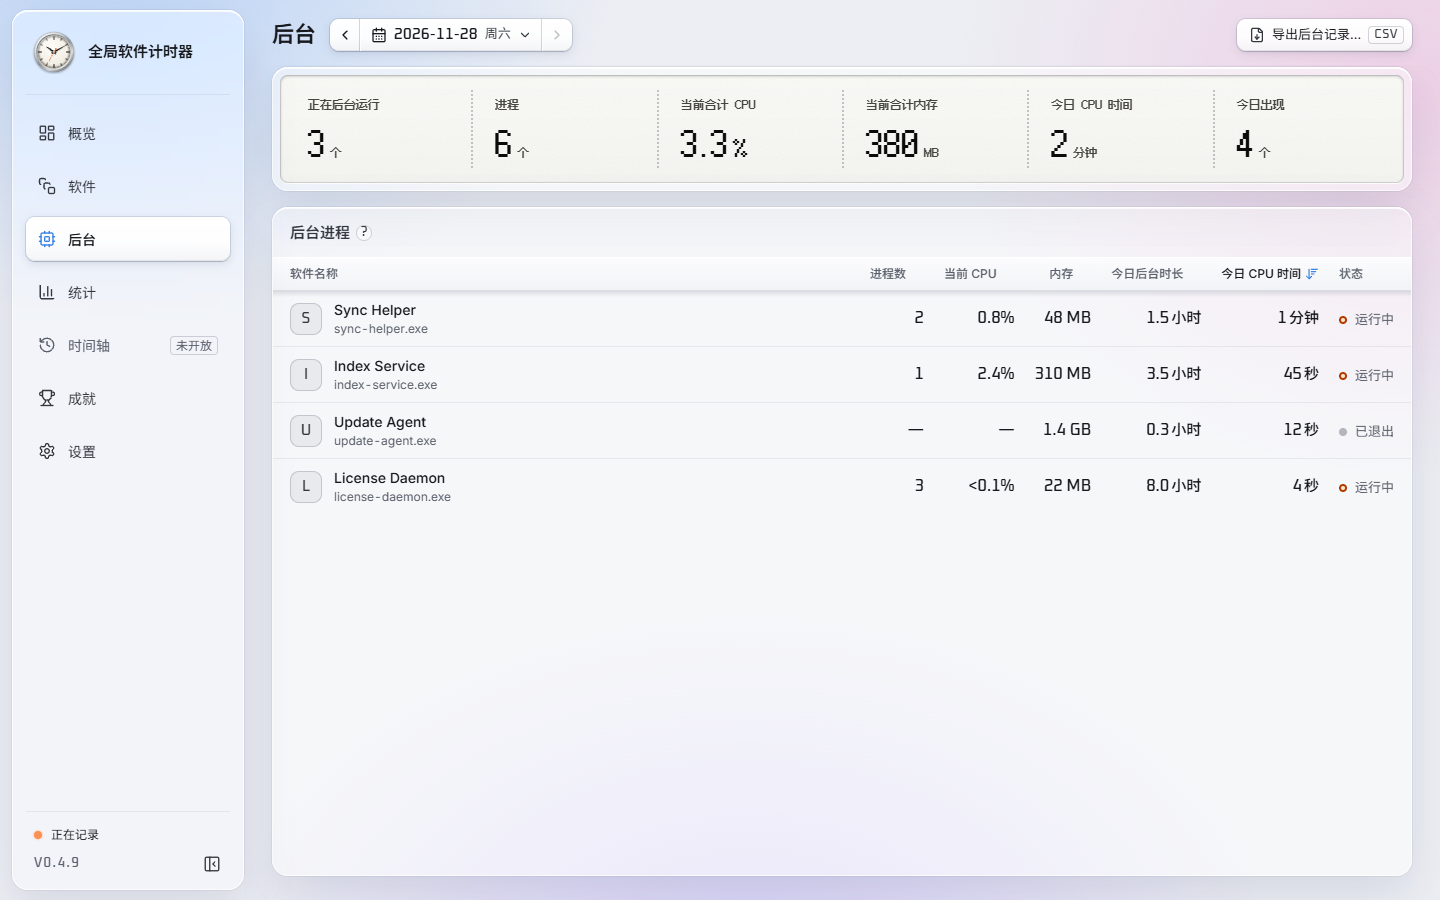 全局软件计时器
概览
软件
后台
统计
时间轴 未开放
成就
设置
正在记录
V0.4.9
后台 2026-11-28 周六
导出后台记录... CSV
正在后台运行 进程 当前合计 CPU 当前合计内存 今日 CPU 时间 今日出现
3 个 6 个 3.3% 380 MB 2 分钟 4 个
后台进程 ?
软件名称 进程数 当前 CPU 内存 今日后台时长 今日 CPU 时间 状态
S Sync Helper 2 0.8% 48 MB 1.5 小时 1 分钟 运行中
sync-helper.exe
I Index Service 1 2.4% 310 MB 3.5 小时 45 秒 运行中
index-service.exe
U Update Agent — — 1.4 GB 0.3 小时 12 秒 已退出
update-agent.exe
L License Daemon 3 <0.1% 22 MB 8.0 小时 4 秒 运行中
license-daemon.exe